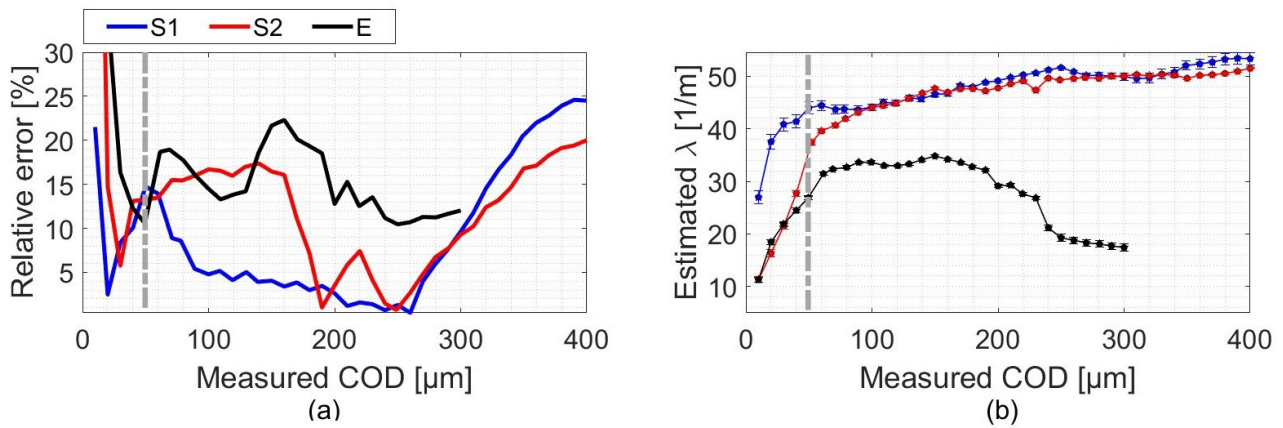 S1 S2 E
Relative error [%]
30
25
20
15
10
5
0 100 200 300 400
Measured COD [µm]
(a)
Estimated λ [1/m]
50
40
30
20
10
0 100 200 300 400
Measured COD [µm]
(b)